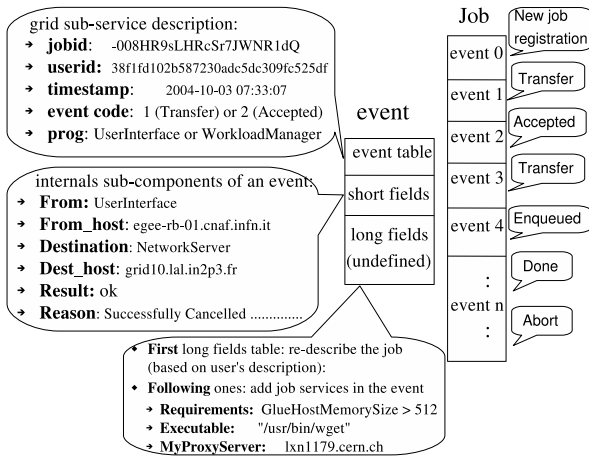 grid sub-service description:
➔ jobid: -008HR9sLHRcSr7JWNR1dQ
➔ userid: 38f1fd102b587230adc5dc309fc525df
➔ timestamp: 2004-10-03 07:33:07
➔ event code: 1 (Transfer) or 2 (Accepted)
➔ prog: UserInterface or WorkloadManager
internals sub-components of an event:
➔ From: UserInterface
➔ From_host: egee-rb-01.cnaf.infn.it
➔ Destination: NetworkServer
➔ Dest_host: grid10.lal.in2p3.fr
➔ Result: ok
➔ Reason: Successfully Cancelled ..............
event
event table
short fields
long fields
(undefined)
◆ First long fields table: re-describe the job
(based on user's description):
◆ Following ones: add job services in the event
➔ Requirements: GlueHostMemorySize > 512
➔ Executable: "/usr/bin/wget"
➔ MyProxyServer: lxn1179.cern.ch
Job
event 0
event 1
event 2
event 3
event 4
:
event n
:
New job
registration
Transfer
Accepted
Transfer
Enqueued
Done
Abort